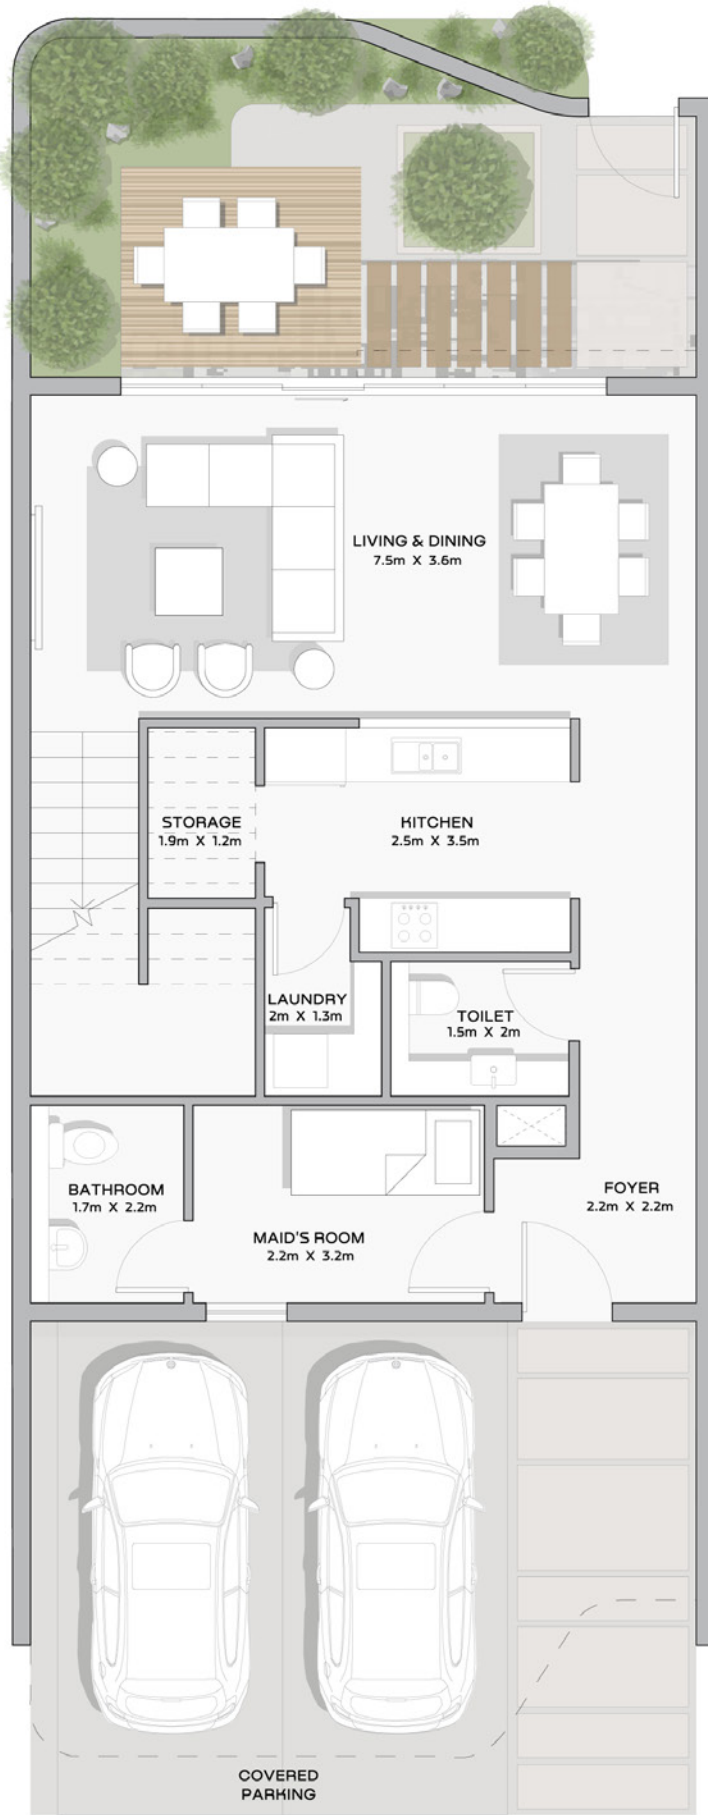 LIVING & DINING
7.5m X 3.6m
STORAGE
1.9m X 1.2m
KITCHEN
2.5m X 3.5m
LAUNDRY
2m X 1.3m
TOILET
1.5m X 2m
BATHROOM
1.7m X 2.2m
MAID'S ROOM
2.2m X 3.2m
FOYER
2.2m X 2.2m
COVERED
PARKING